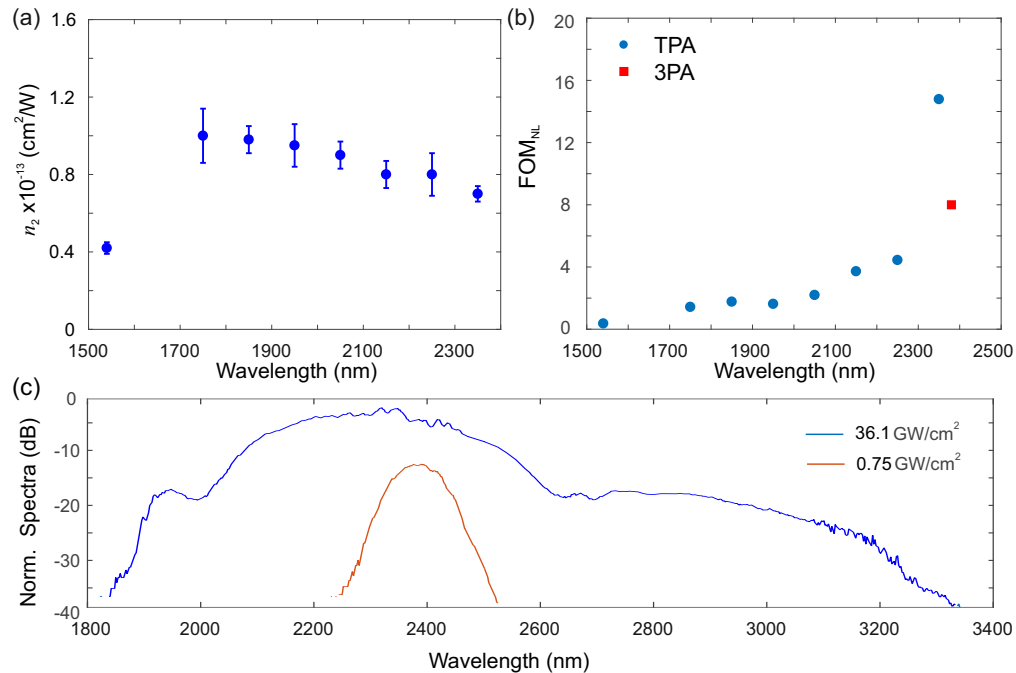 (a)
1.6
1.2
0.8
0.4
0
n₂ x10⁻¹³ (cm²/W)
1500 1700 1900 2100 2300
Wavelength (nm)
(b)
20
16
12
8
4
0
FOM_NL
TPA
3PA
1500 1700 1900 2100 2300 2500
Wavelength (nm)
(c)
0
-10
-20
-30
-40
Norm. Spectra (dB)
36.1 GW/cm²
0.75 GW/cm²
1800 2000 2200 2400 2600 2800 3000 3200 3400
Wavelength (nm)